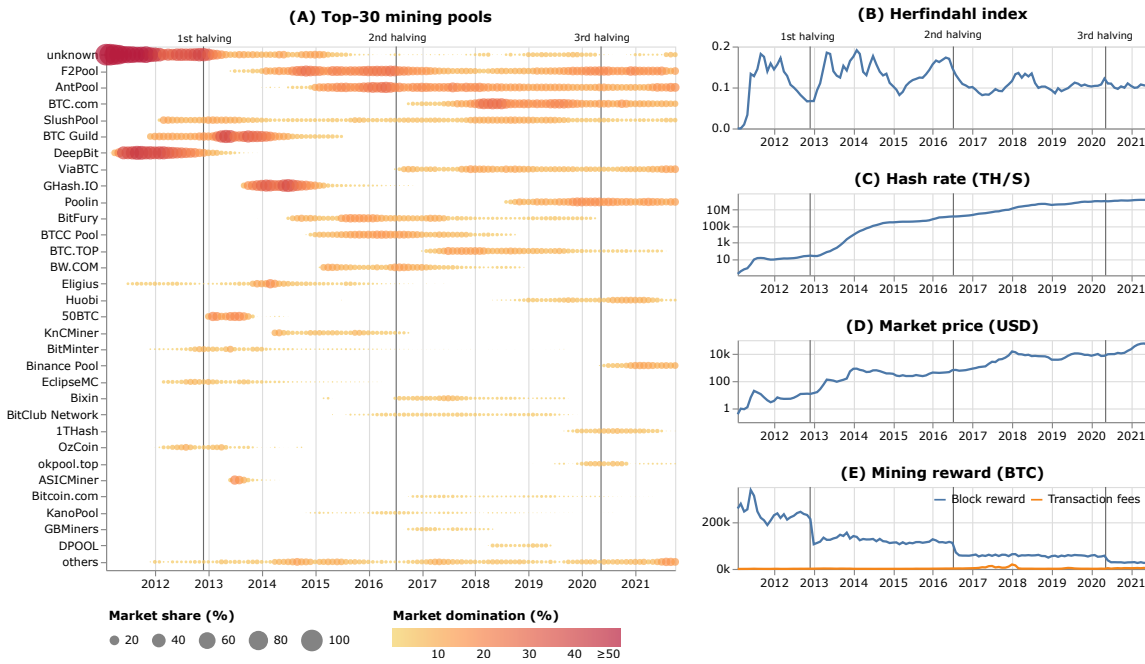 (A) Top-30 mining pools
1st halving
2nd halving
3rd halving
unknown
F2Pool
AntPool
BTC.com
SlushPool
BTC Guild
DeepBit
ViaBTC
GHash.IO
Poolin
BitFury
BTCC Pool
BTC.TOP
BW.COM
Eligius
Huobi
50BTC
KnCMiner
BitMinter
Binance Pool
EclipseMC
Bixin
BitClub Network
1THash
OzCoin
okpool.top
ASICMiner
Bitcoin.com
KanoPool
GBMiners
DPOOL
others
2012 2013 2014 2015 2016 2017 2018 2019 2020 2021
Market share (%)
20 40 60 80 100
Market domination (%)
10 20 30 40 ≥50
(B) Herfindahl index
1st halving
2nd halving
3rd halving
0.2
0.1
0.0
2012 2013 2014 2015 2016 2017 2018 2019 2020 2021
(C) Hash rate (TH/S)
10M
100k
1k
10
2012 2013 2014 2015 2016 2017 2018 2019 2020 2021
(D) Market price (USD)
10k
100
1
2012 2013 2014 2015 2016 2017 2018 2019 2020 2021
(E) Mining reward (BTC)
Block reward
Transaction fees
200k
0k
2012 2013 2014 2015 2016 2017 2018 2019 2020 2021